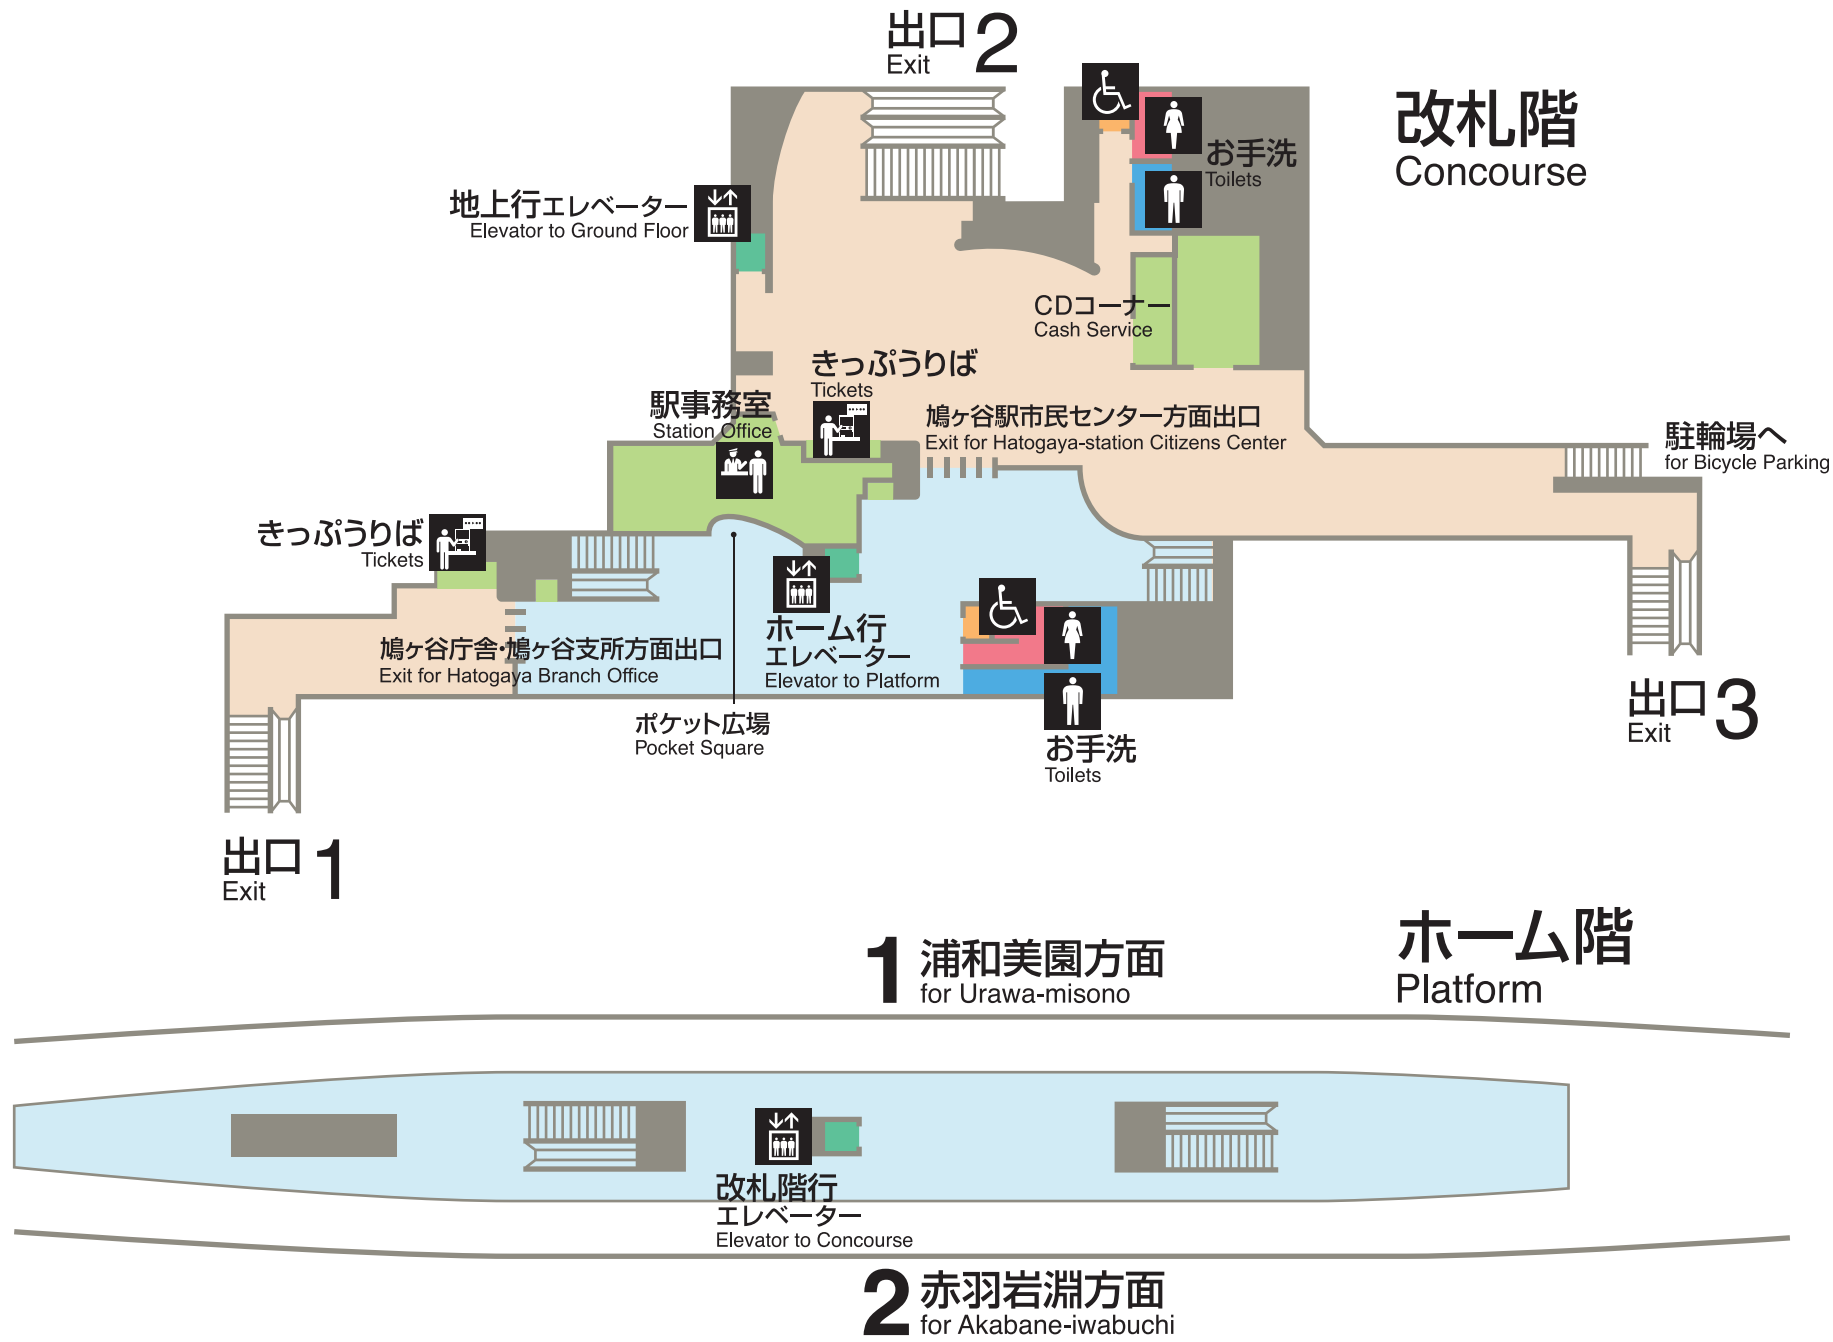 出口 2
Exit
改札階
Concourse
お手洗
Toilets
地上行エレベーター
Elevator to Ground Floor
CDコーナー
Cash Service
きっぷうりば
Tickets
駅事務室
Station Office
鳩ヶ谷駅市民センター方面出口
Exit for Hatogaya-station Citizens Center
駐輪場へ
for Bicycle Parking
きっぷうりば
Tickets
ホーム行
エレベーター
Elevator to Platform
鳩ヶ谷庁舎・鳩ヶ谷支所方面出口
Exit for Hatogaya Branch Office
ポケット広場
Pocket Square
お手洗
Toilets
出口 3
Exit
出口 1
Exit
ホーム階
Platform
1 浦和美園方面
for Urawa-misono
改札階行
エレベーター
Elevator to Concourse
2 赤羽岩淵方面
for Akabane-iwabuchi